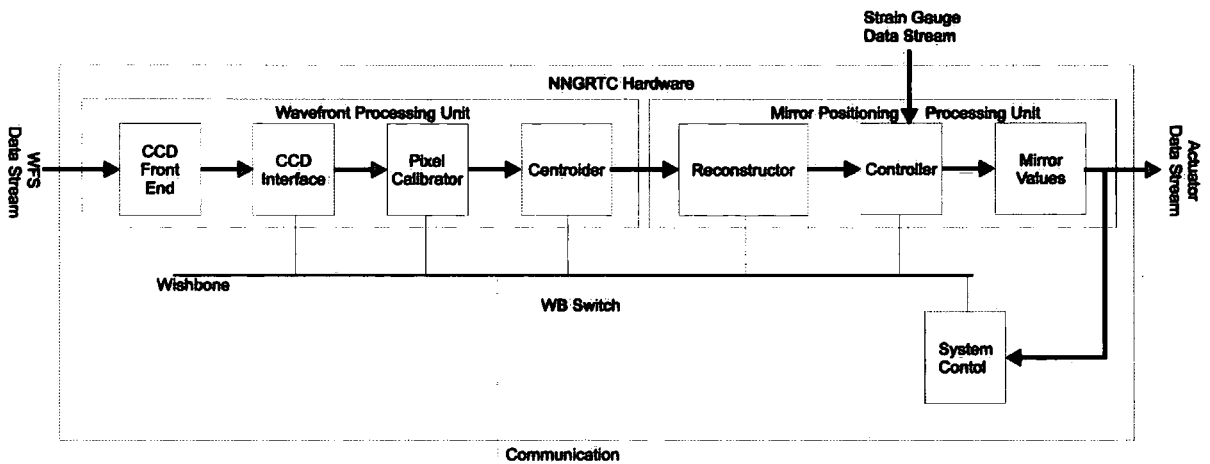 Strain Gauge
Data Stream
NNGRTC Hardware
Wavefront Processing Unit
Mirror Positioning Processing Unit
WFS
Data Stream
CCD
Front
End
CCD
Interface
Pixel
Calibrator
Centroider
Reconstructor
Controller
Mirror
Values
Actuator
Data Stream
Wishbone
WB Switch
System
Contol
Communication